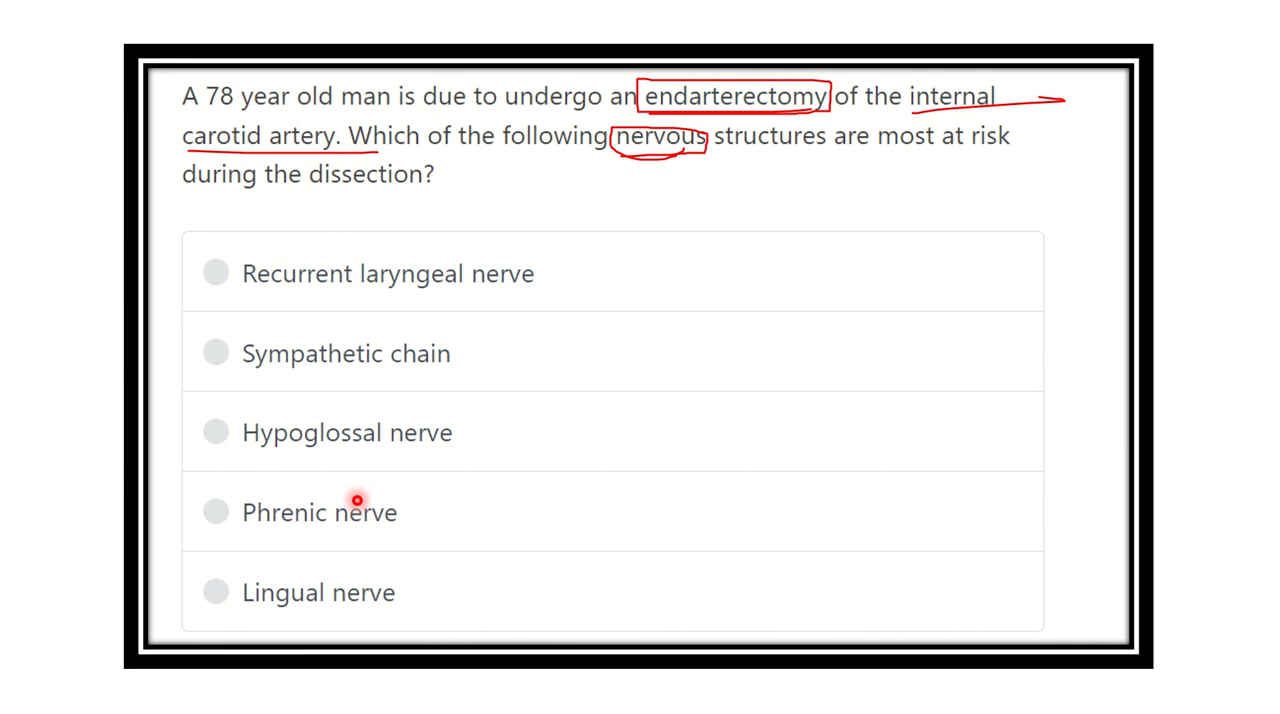 A 78 year old man is due to undergo an endarterectomy of the internal
carotid artery. Which of the following nervous structures are most at risk
during the dissection?
Recurrent laryngeal nerve
Sympathetic chain
Hypoglossal nerve
Phrenic nerve
Lingual nerve